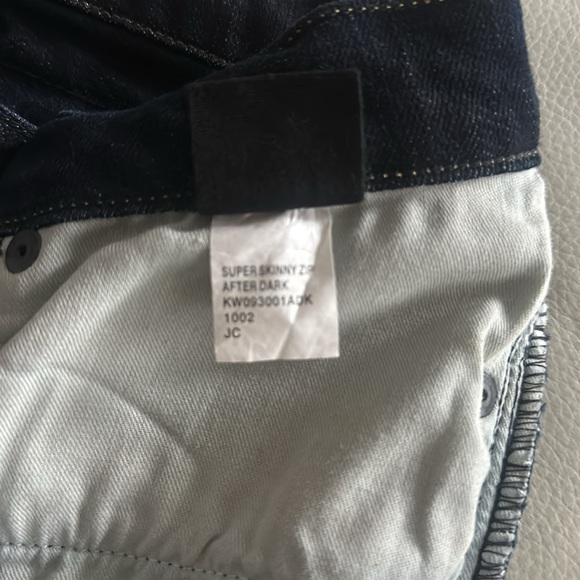 SUPER SKINNY ZIP
AFTER DARK
KW093001ADK
1002
JC